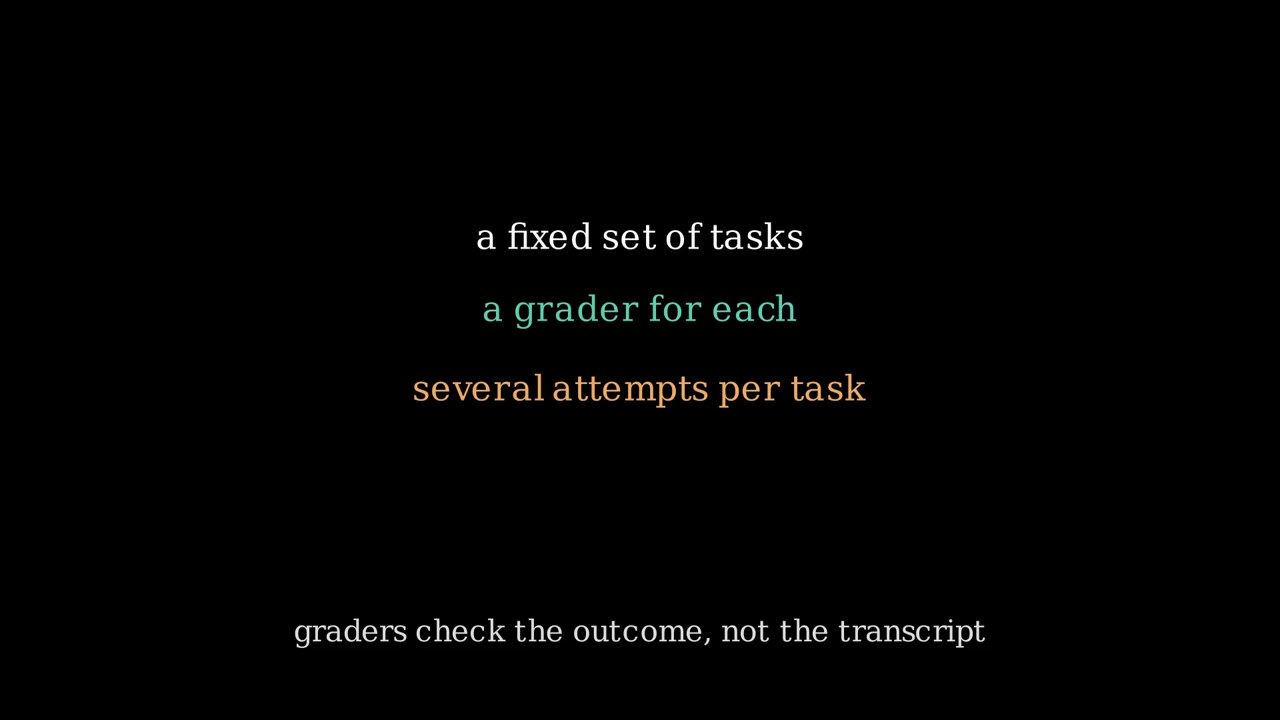 a fixed set of tasks
a grader for each
several attempts per task
graders check the outcome, not the transcript